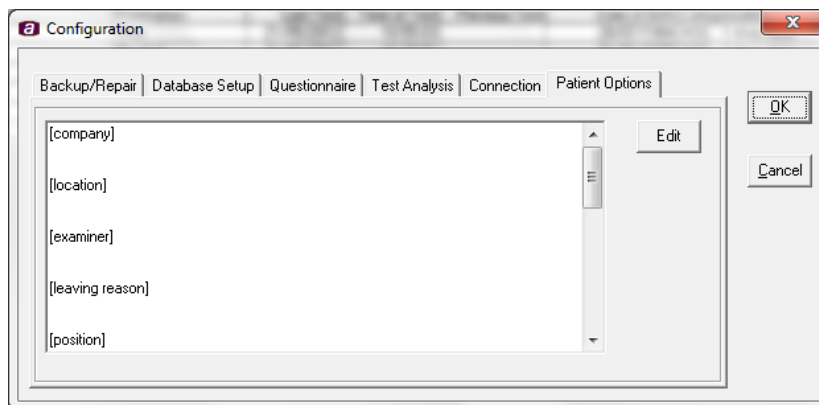 a Configuration
Backup/Repair Database Setup Questionnaire Test Analysis Connection Patient Options
[company]
[location]
[examiner]
[leaving reason]
[position]
Edit
OK
Cancel